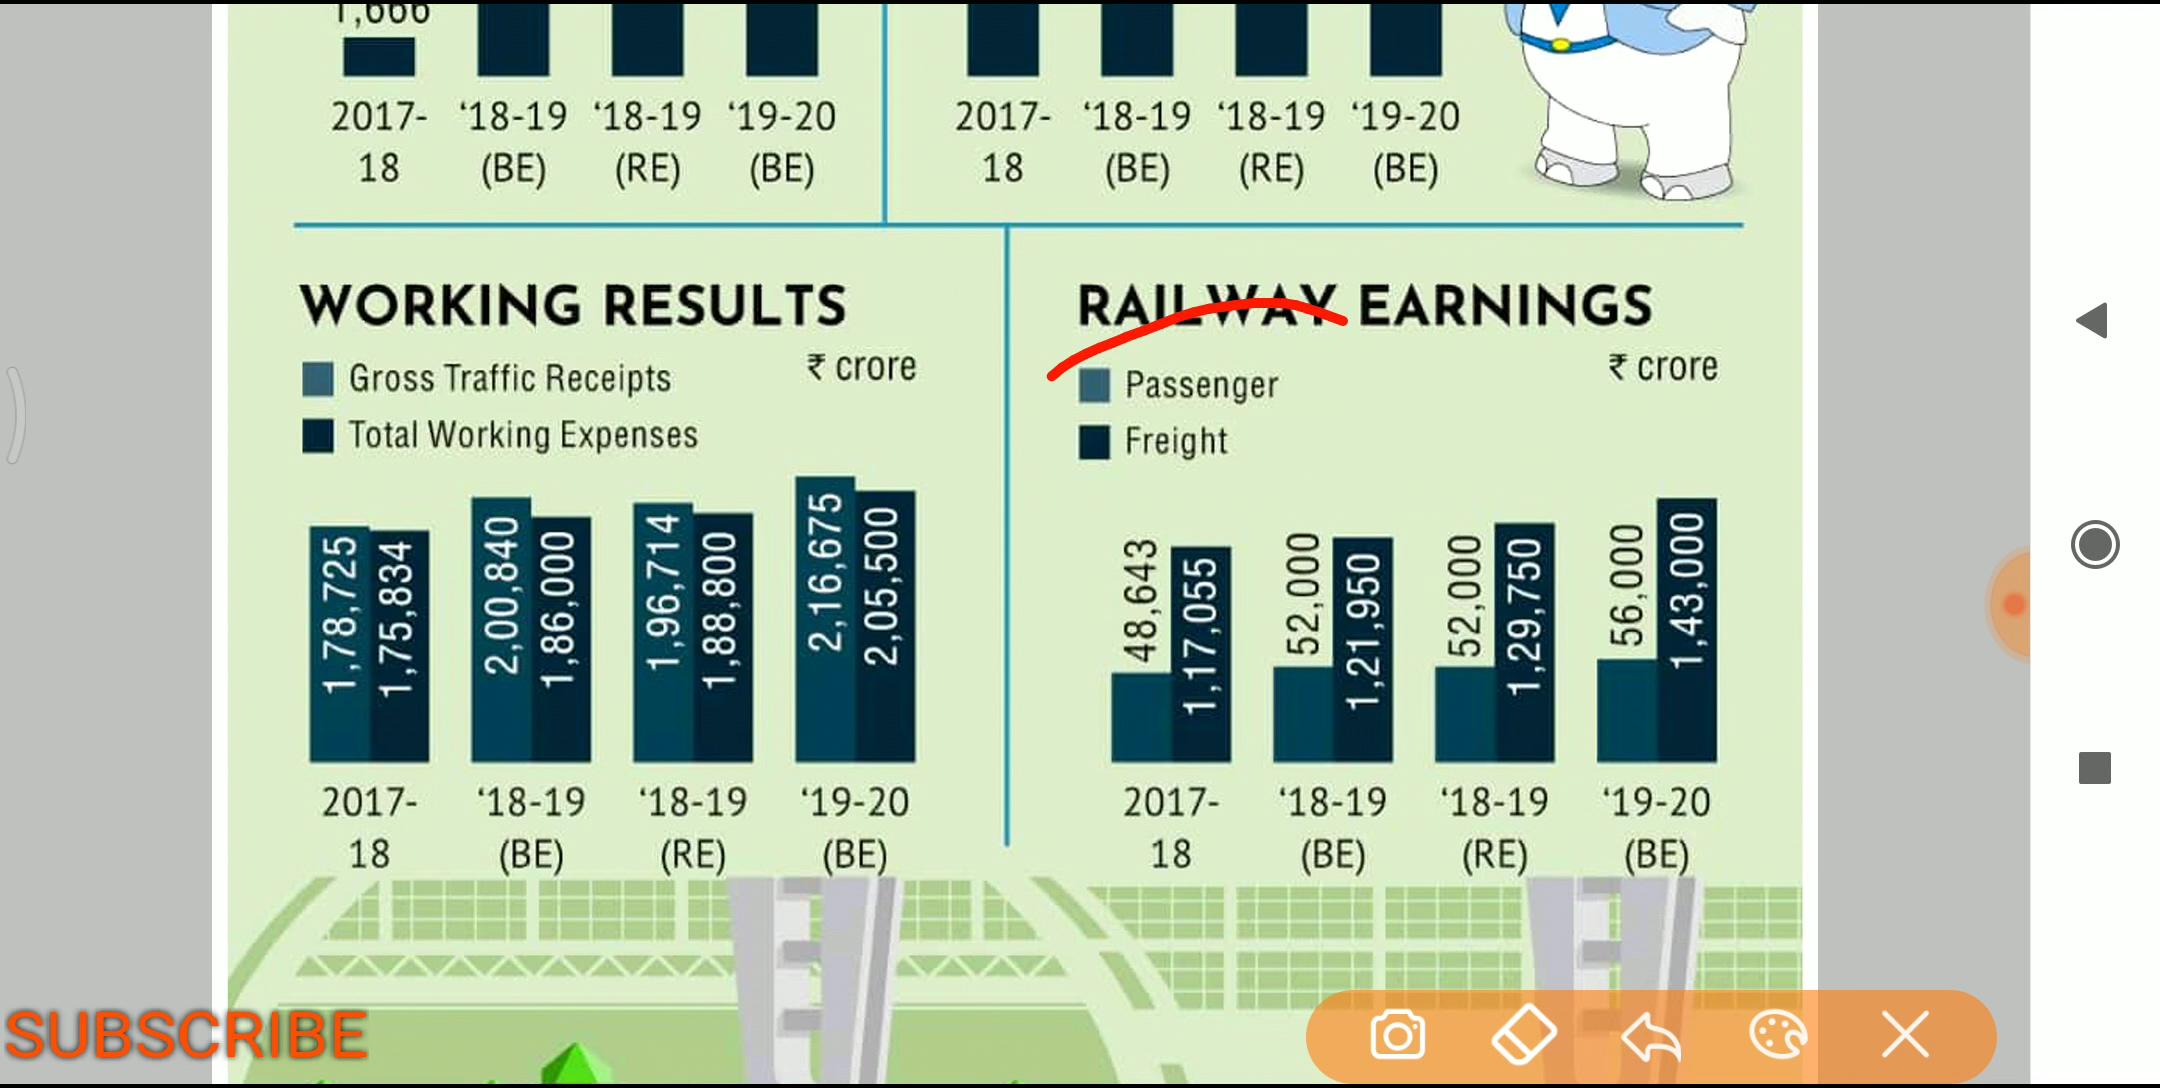 1,666
2017-18 ‘18-19 (BE) ‘18-19 (RE) ‘19-20 (BE)
2017-18 ‘18-19 (BE) ‘18-19 (RE) ‘19-20 (BE)
WORKING RESULTS
₹ crore
Gross Traffic Receipts
Total Working Expenses
1,78,725 1,75,834 2,00,840 1,86,000 1,96,714 1,88,800 2,16,675 2,05,500
2017-18 ‘18-19 (BE) ‘18-19 (RE) ‘19-20 (BE)
RAILWAY EARNINGS
₹ crore
Passenger
Freight
48,643 1,17,055 52,000 1,21,950 52,000 1,29,750 56,000 1,43,000
2017-18 ‘18-19 (BE) ‘18-19 (RE) ‘19-20 (BE)
SUBSCRIBE